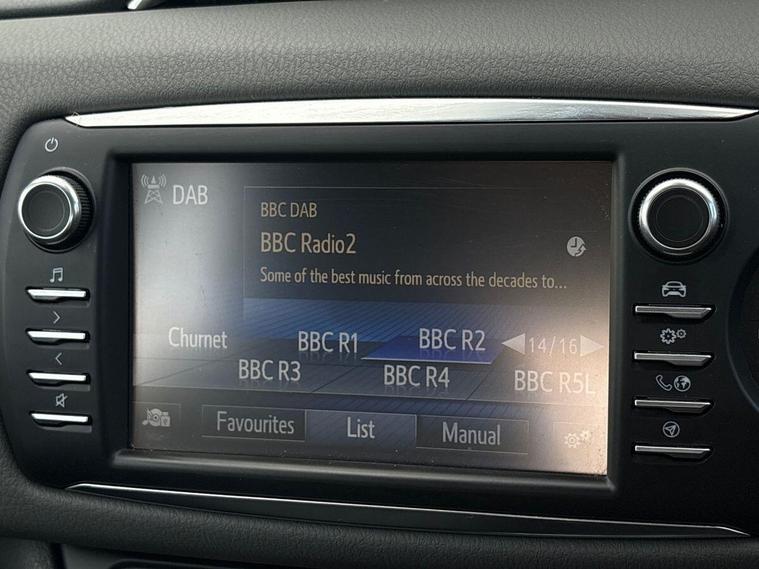 DAB
BBC DAB
BBC Radio2
Some of the best music from across the decades to...
Churnet BBC R1 BBC R2 14/16
BBC R3 BBC R4 BBC R5L
Favourites List Manual